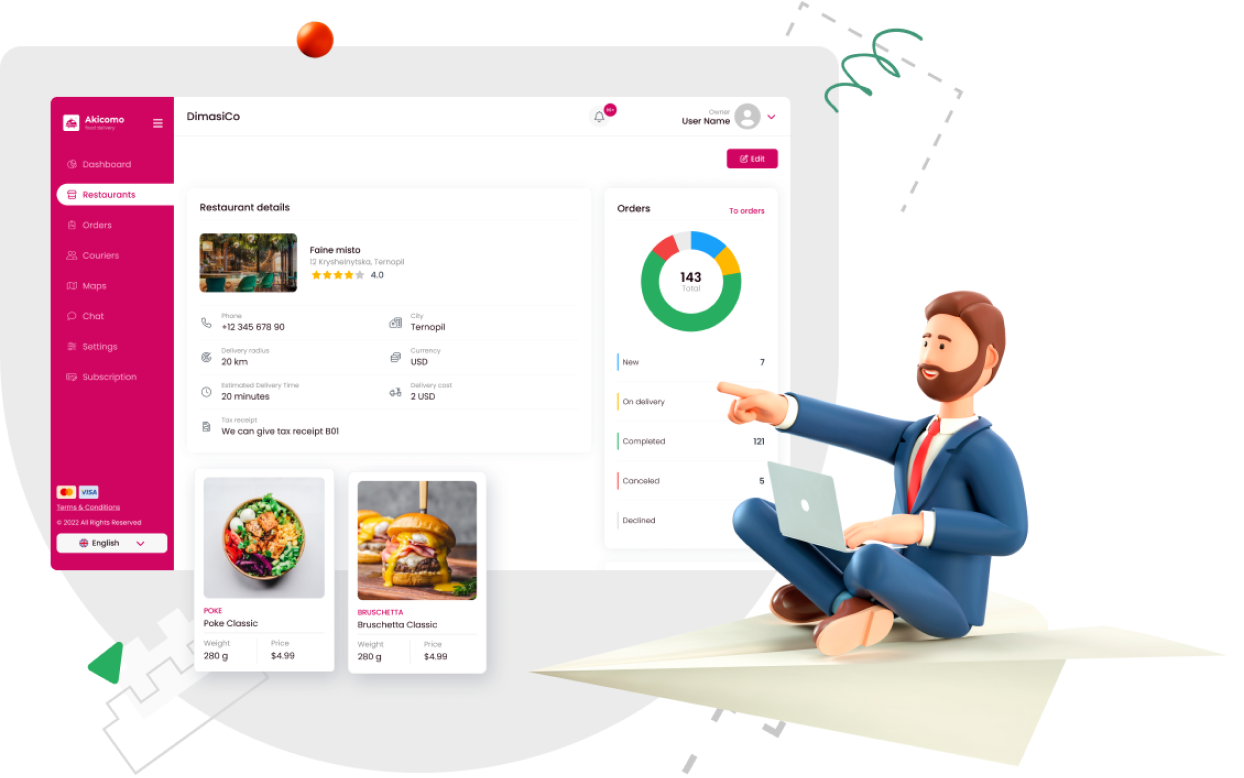 Akicomo
food delivery
DimasiCo
99+
Owner
User Name
Edit
Dashboard
Restaurants
Orders
Couriers
Maps
Chat
Settings
Subscription
Terms & Conditions
© 2022 All Rights Reserved
English
VISA
Restaurant details
Faine misto
12 Kryshelnytska, Ternopil
4.0
Phone
+12 345 678 90
City
Ternopil
Delivery radius
20 km
Currency
USD
Estimated Delivery Time
20 minutes
Delivery cost
2 USD
Tax receipt
We can give tax receipt B01
Orders
To orders
143
Total
New 7
On delivery
Completed 121
Canceled 5
Declined
POKE
Poke Classic
Weight Price
280 g $4.99
BRUSCHETTA
Bruschetta Classic
Weight Price
280 g $4.99